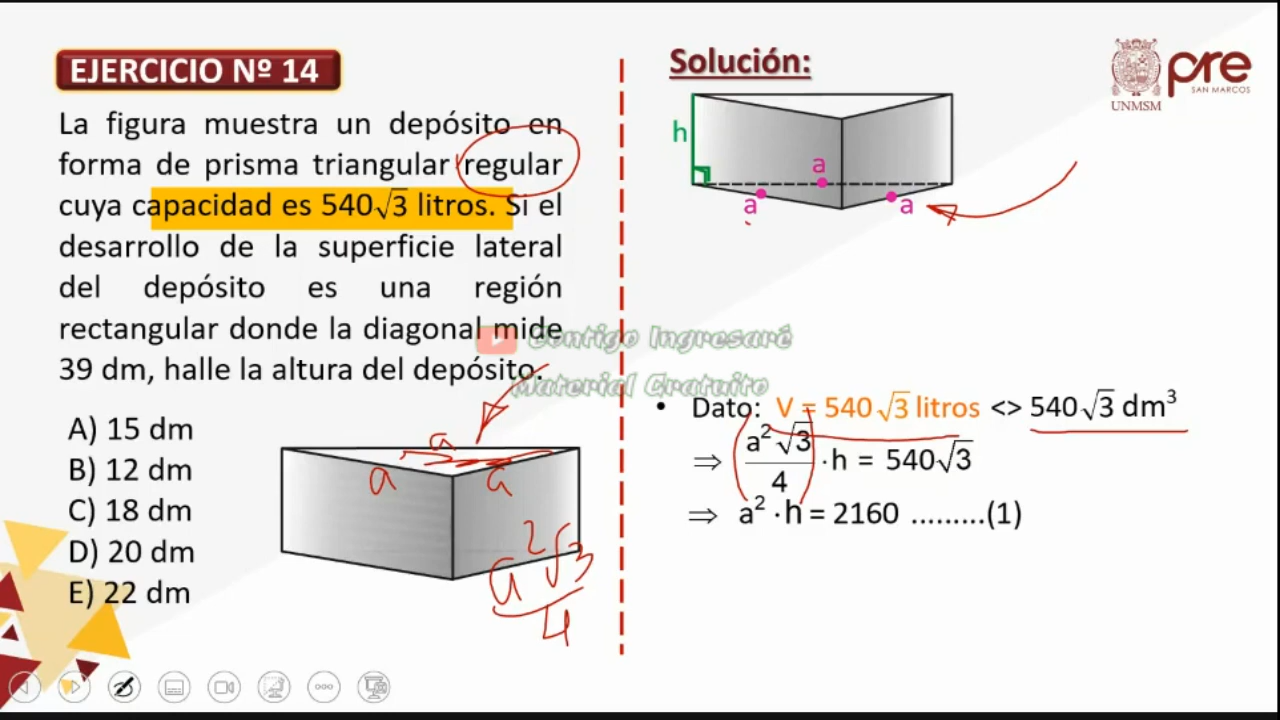 EJERCICIO Nº 14
La figura muestra un depósito en
forma de prisma triangular regular
cuya capacidad es 540√3 litros. Si el
desarrollo de la superficie lateral
del depósito es una región
rectangular donde la diagonal mide
39 dm, halle la altura del depósito.
A) 15 dm
B) 12 dm
C) 18 dm
D) 20 dm
E) 22 dm
a
a
a
a²√3
4
Solución:
h
a
a
a
• Dato: V = 540 √3 litros <> 540 √3 dm³
⇒ a² √3 / 4 · h = 540√3
⇒ a² · h = 2160 .........(1)
UNMSM
pre
SAN MARCOS
Contigo Ingresaré
Material Gratuito